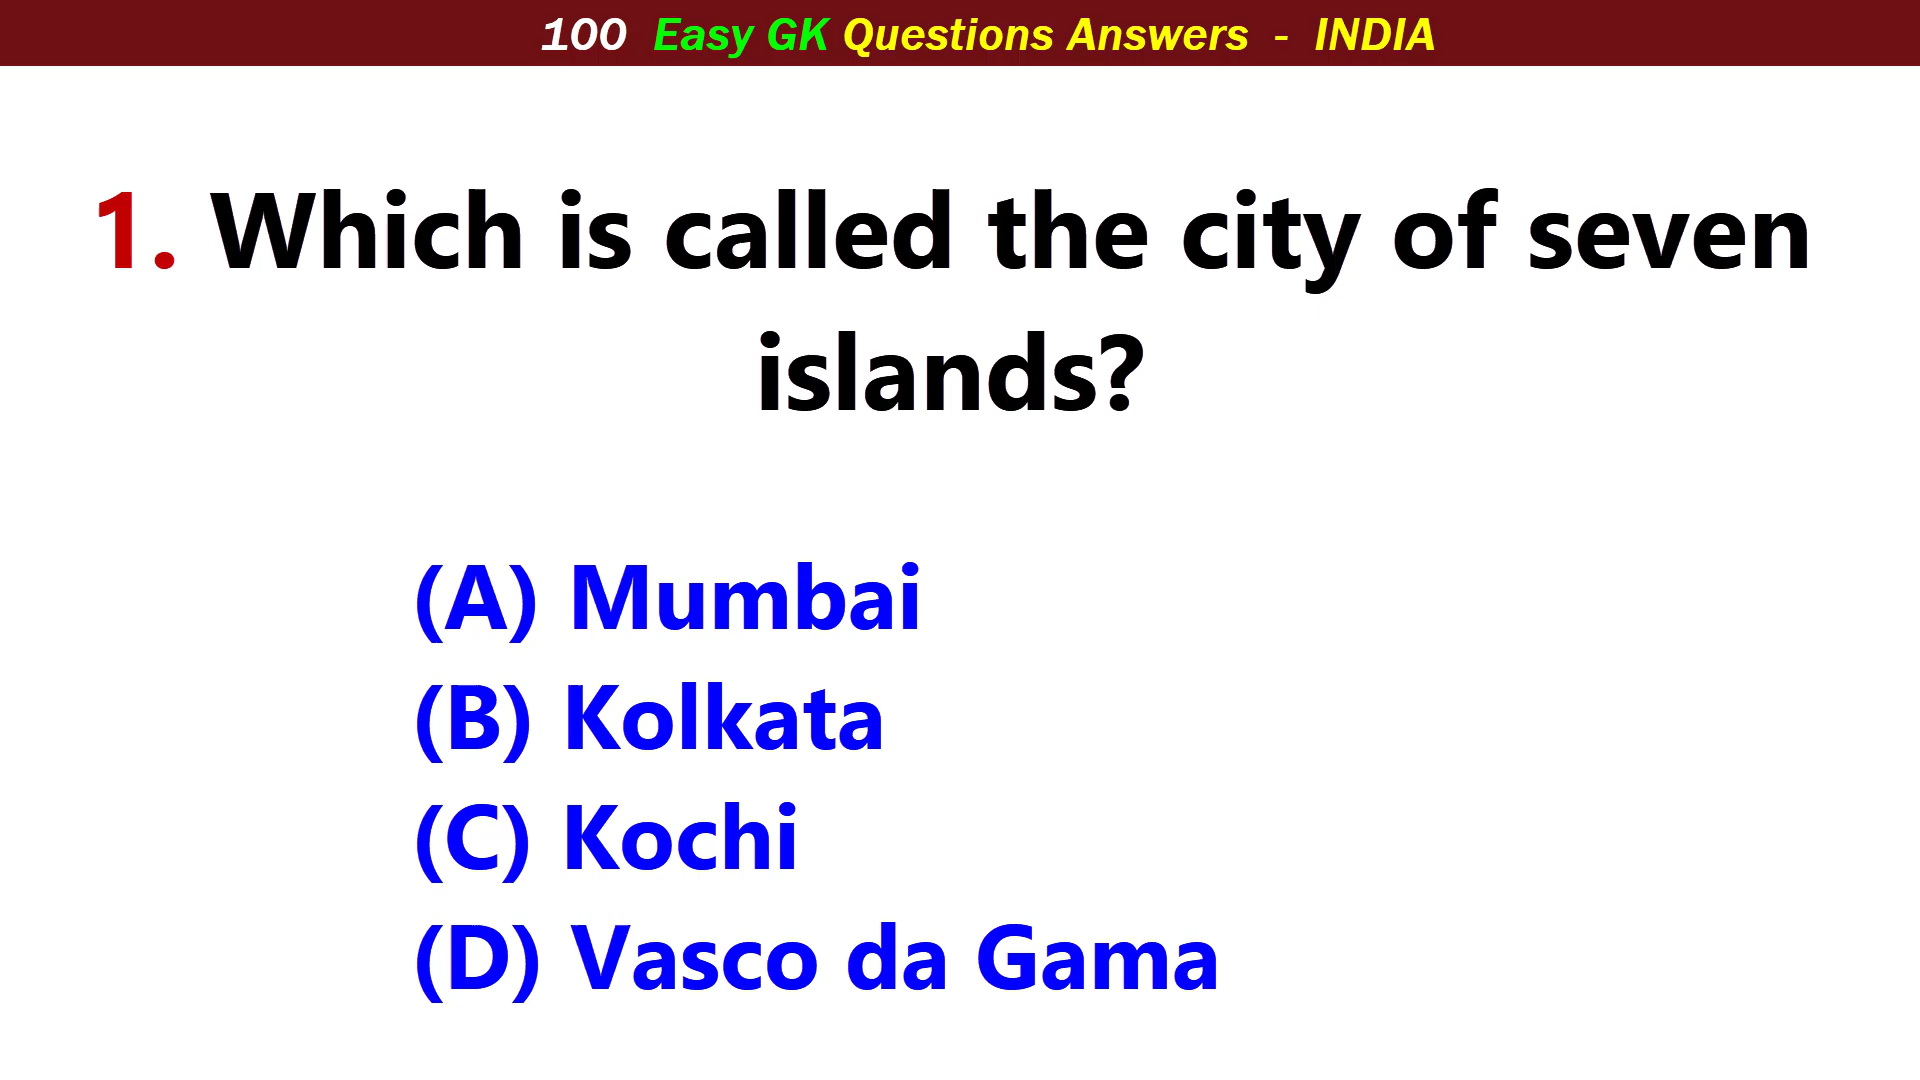 100 Easy GK Questions Answers - INDIA
1. Which is called the city of seven
islands?
(A) Mumbai
(B) Kolkata
(C) Kochi
(D) Vasco da Gama